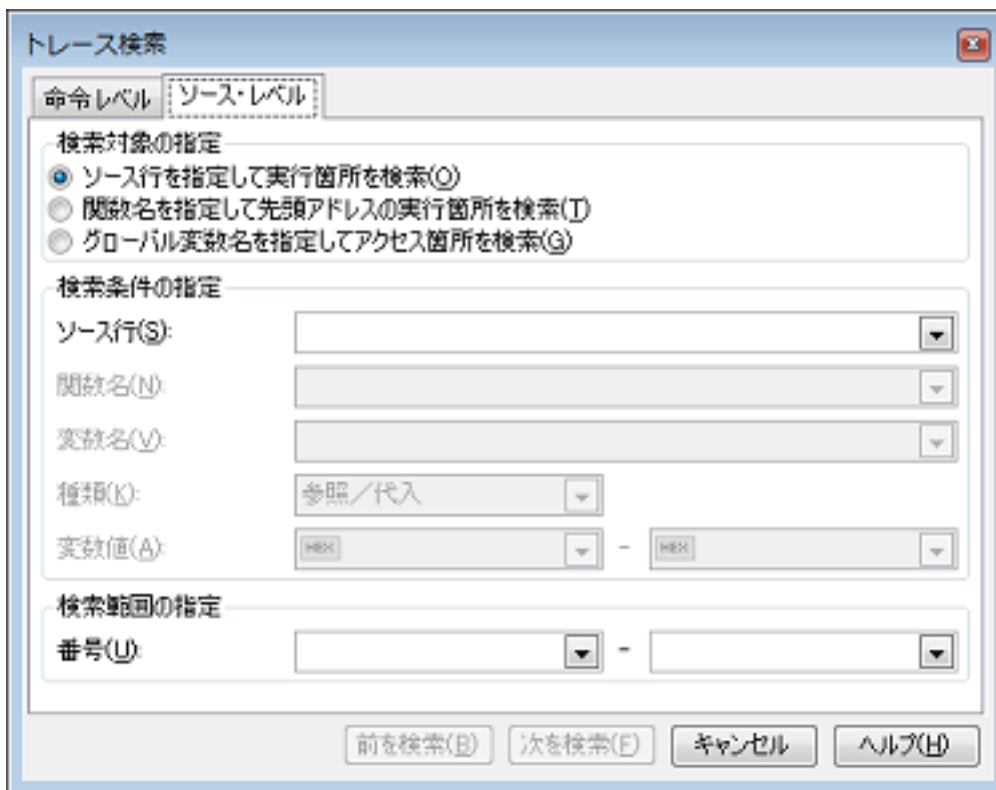 トレース検索
命令レベル ソース・レベル
検索対象の指定
ソース行を指定して実行箇所を検索(O)
関数名を指定して先頭アドレスの実行箇所を検索(T)
グローバル変数名を指定してアクセス箇所を検索(G)
検索条件の指定
ソース行(S):
関数名(N):
変数名(V):
種類(K): 参照/代入
変数値(A): HEX - HEX
検索範囲の指定
番号(U): -
前を検索(B) 次を検索(F) キャンセル ヘルプ(H)